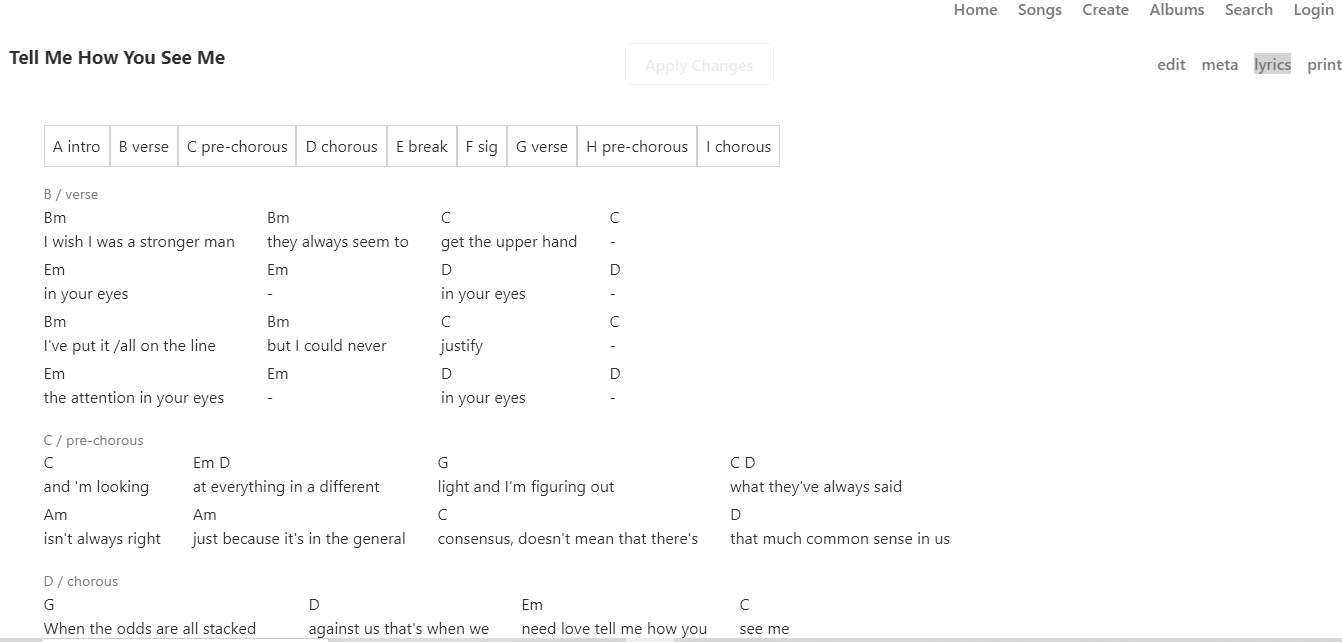 Home Songs Create Albums Search Login
Tell Me How You See Me
Apply Changes
edit meta lyrics print
A intro B verse C pre-chorous D chorous E break F sig G verse H pre-chorous I chorous
B / verse
Bm Bm C C
I wish I was a stronger man they always seem to get the upper hand -
Em Em D D
in your eyes - in your eyes -
Bm Bm C C
I've put it /all on the line but I could never justify -
Em Em D D
the attention in your eyes - in your eyes -
C / pre-chorous
C Em D G C D
and 'm looking at everything in a different light and I'm figuring out what they've always said
Am Am C D
isn't always right just because it's in the general consensus, doesn't mean that there's that much common sense in us
D / chorous
G D Em C
When the odds are all stacked against us that's when we need love tell me how you see me